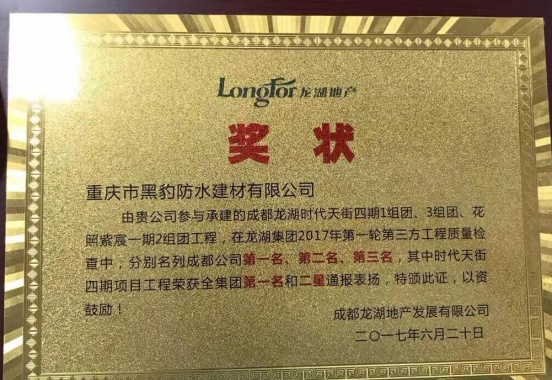 LongFor 龙湖地产
奖 状
重庆市黑豹防水建材有限公司
由贵公司参与承建的成都龙湖时代天街四期1组团、3组团、花
照紫宸一期2组团工程，在龙湖集团2017年第一轮第三方工程质量检
查中，分别名列成都公司第一名、第二名、第三名，其中时代天街
四期项目工程荣获全集团第一名和二星通报表扬，特颁此证，以资
鼓励！
成都龙湖地产发展有限公司
二〇一七年六月二十日